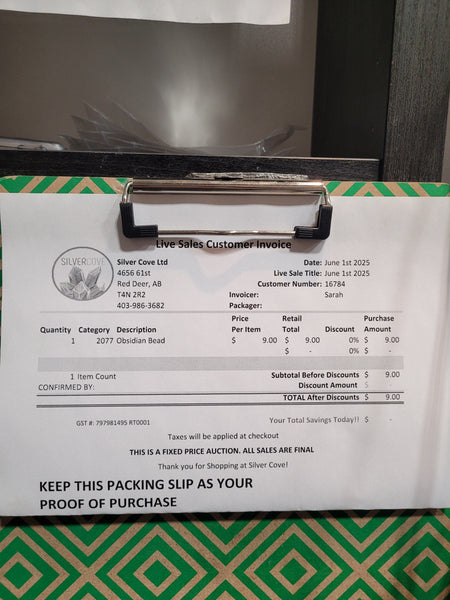 Live Sales Customer Invoice
SILVERCOVE
Silver Cove Ltd
4656 61st
Red Deer, AB
T4N 2R2
403-986-3682
Date: June 1st 2025
Live Sale Title: June 1st 2025
Customer Number: 16784
Invoicer: Sarah
Packager:
Quantity Category Description Price Per Item Retail Total Discount Purchase Amount
1 2077 Obsidian Bead $ 9.00 $ 9.00 0% $ 9.00
$ - 0% $ -
1 Item Count Subtotal Before Discounts $ 9.00
CONFIRMED BY: Discount Amount $ -
TOTAL After Discounts $ 9.00
GST #: 797981495 RT0001 Your Total Savings Today!! $ -
Taxes will be applied at checkout
THIS IS A FIXED PRICE AUCTION. ALL SALES ARE FINAL
Thank you for Shopping at Silver Cove!
KEEP THIS PACKING SLIP AS YOUR
PROOF OF PURCHASE